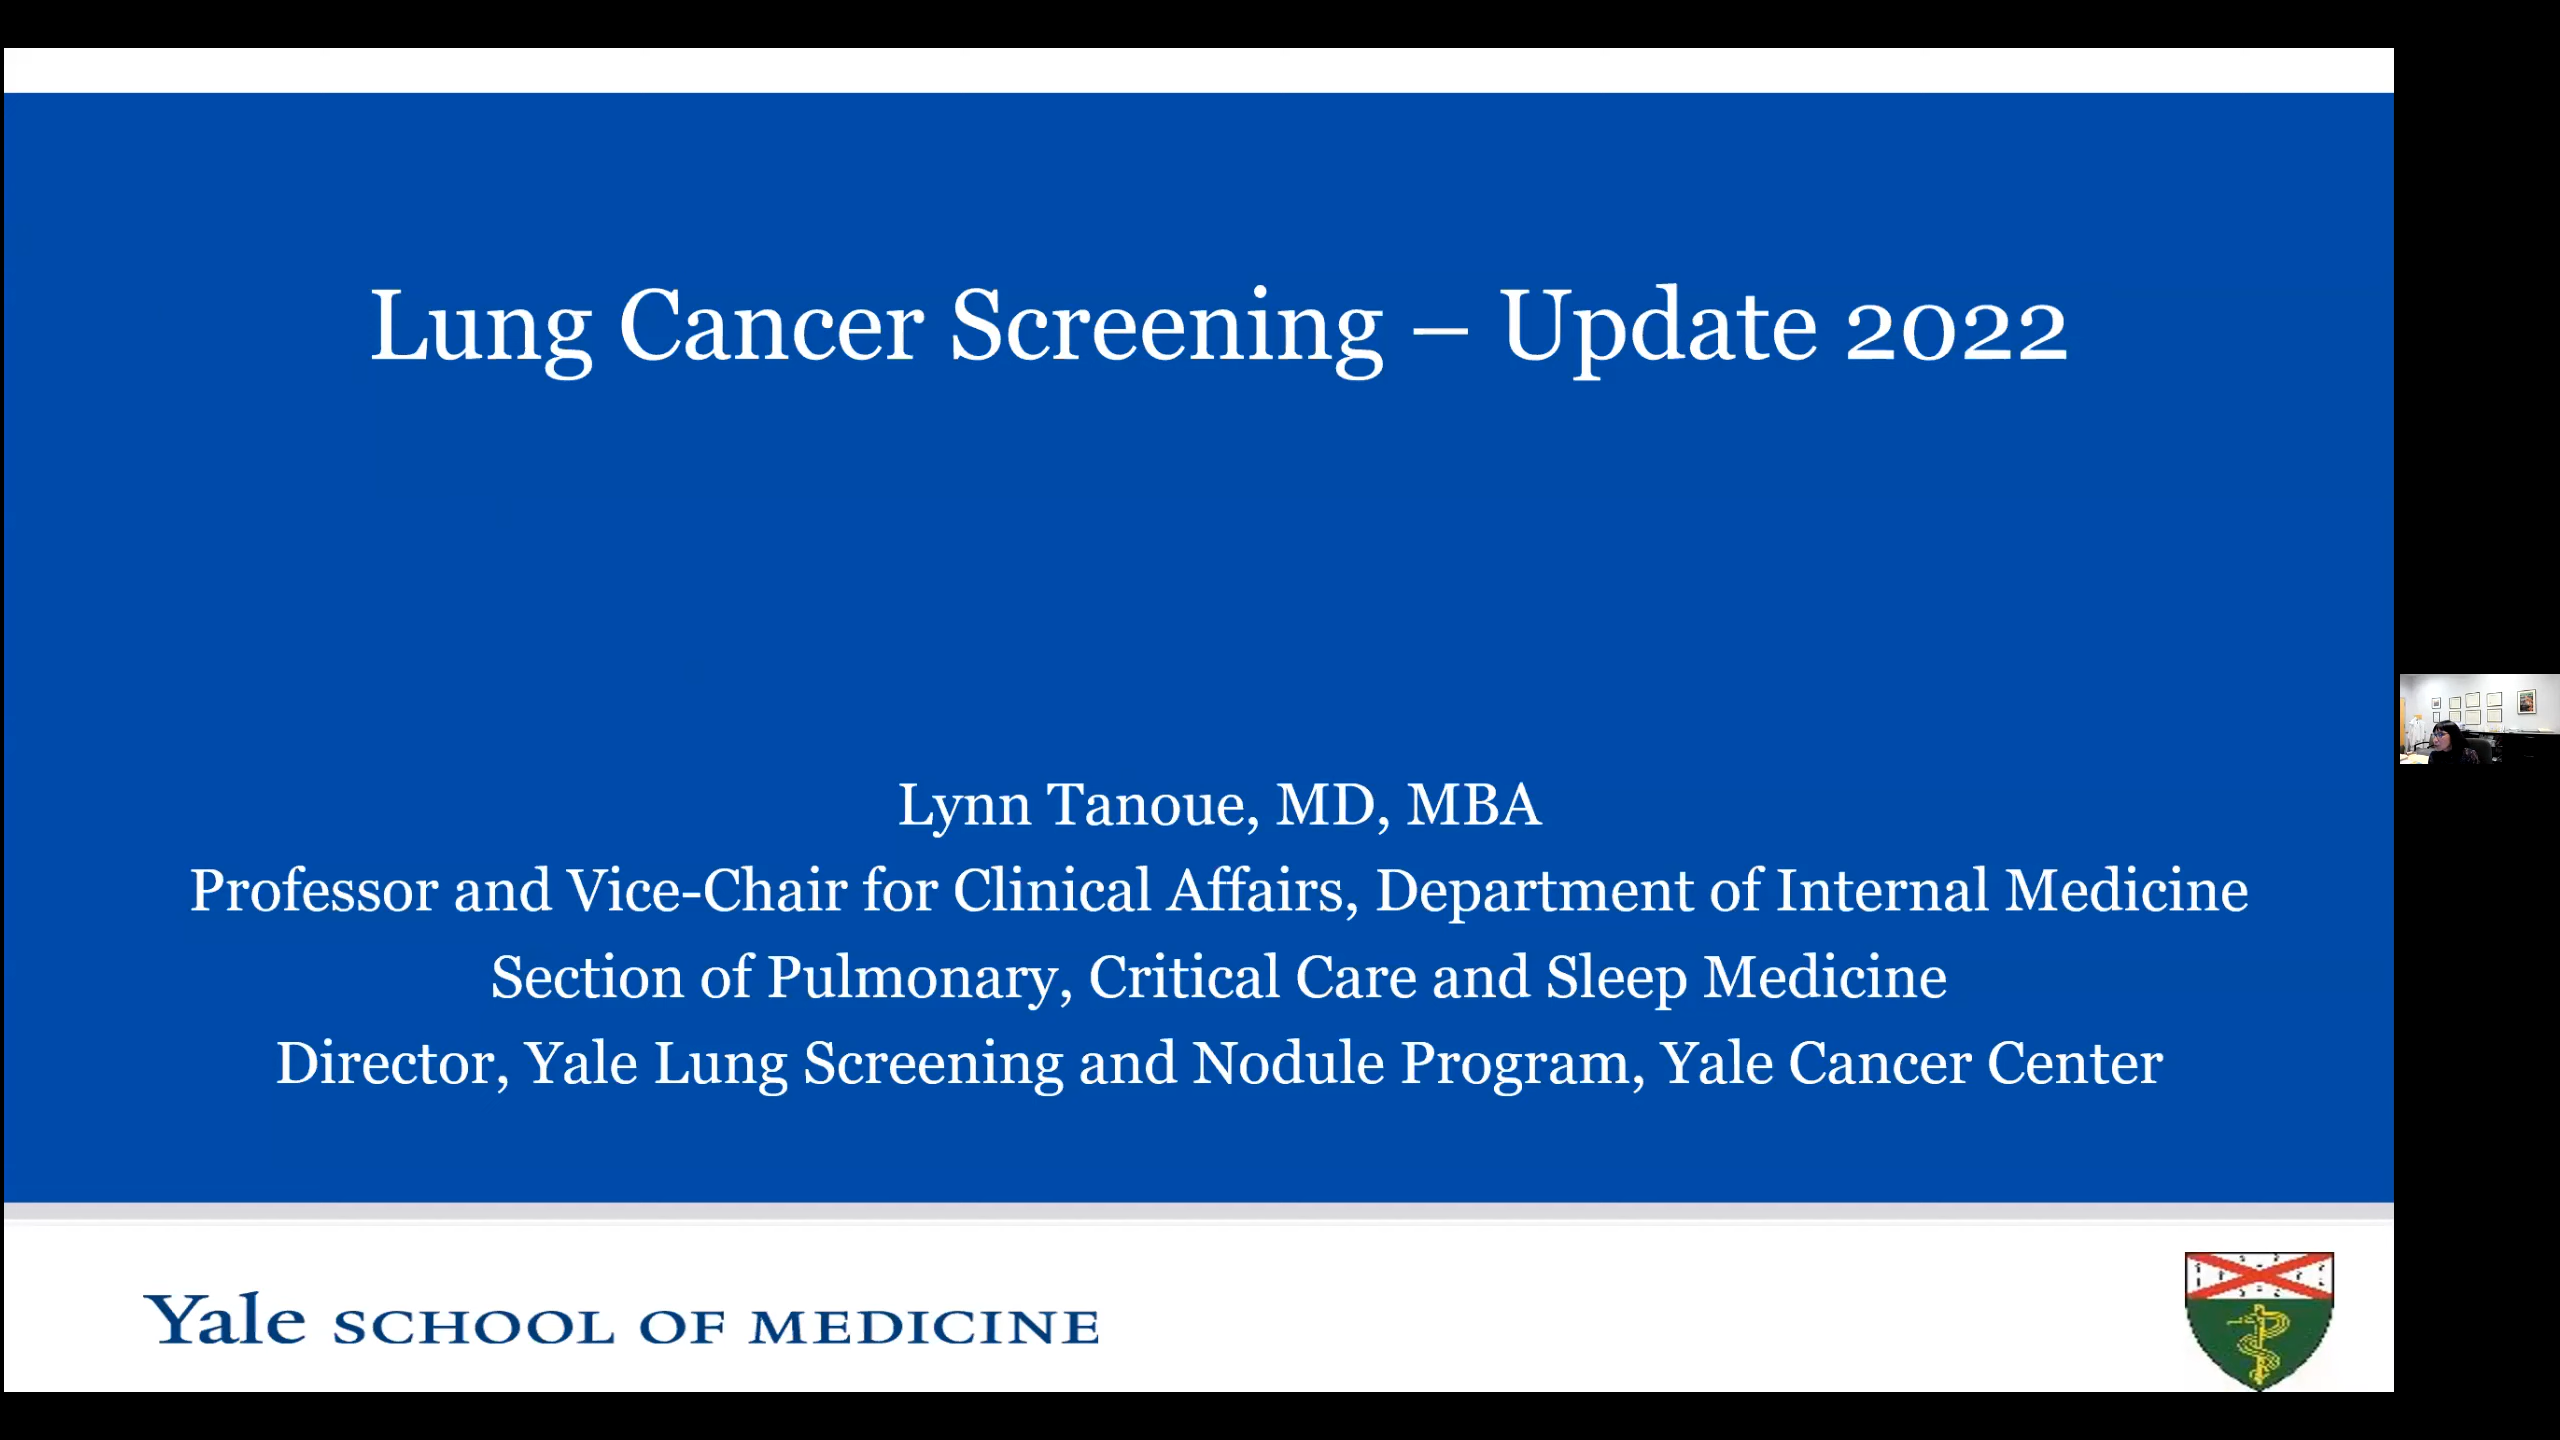 Lung Cancer Screening – Update 2022
Lynn Tanoue, MD, MBA
Professor and Vice-Chair for Clinical Affairs, Department of Internal Medicine
Section of Pulmonary, Critical Care and Sleep Medicine
Director, Yale Lung Screening and Nodule Program, Yale Cancer Center
Yale SCHOOL OF MEDICINE